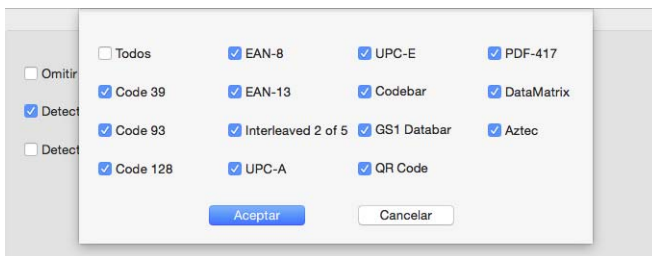 Todos EAN-8 UPC-E PDF-417
Omitir
Code 39 EAN-13 Codebar DataMatrix
Detect
Code 93 Interleaved 2 of 5 GS1 Databar Aztec
Detect
Code 128 UPC-A QR Code
Aceptar Cancelar